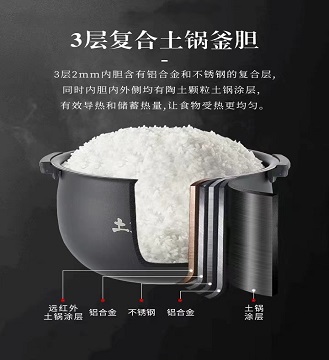 3层复合土锅釜胆
3层2mm内胆含有铝合金和不锈钢的复合层,
同时内胆内外侧均有陶土颗粒土锅涂层,
有效导热和储蓄热量,让食物受热更均匀。
土
远红外
土锅涂层
铝合金
不锈钢
铝合金
土锅
涂层